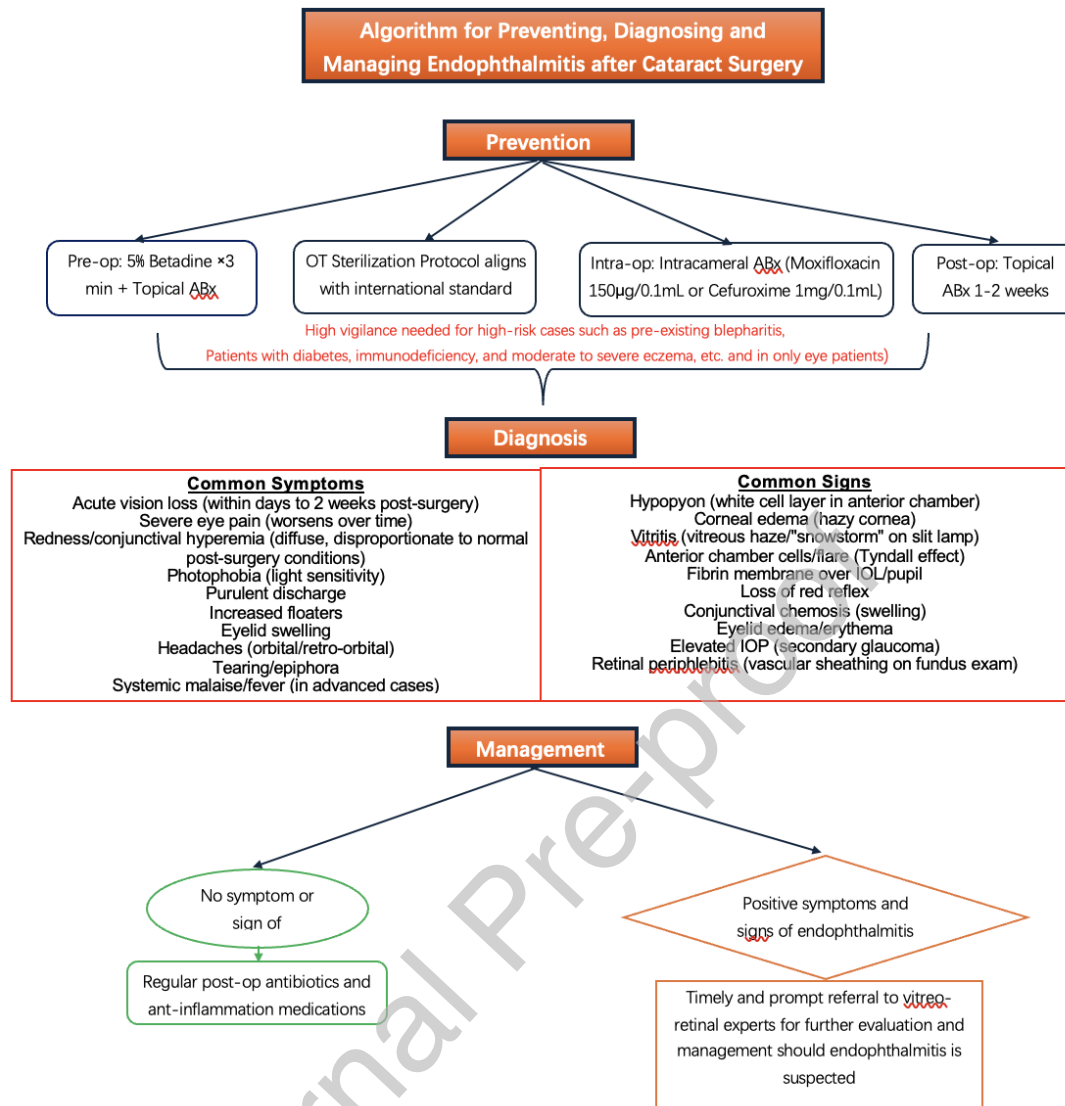 Algorithm for Preventing, Diagnosing and
Managing Endophthalmitis after Cataract Surgery
Prevention
Pre-op: 5% Betadine ×3
min + Topical ABx
OT Sterilization Protocol aligns
with international standard
Intra-op: Intracameral ABx (Moxifloxacin
150μg/0.1mL or Cefuroxime 1mg/0.1mL)
Post-op: Topical
ABx 1-2 weeks
High vigilance needed for high-risk cases such as pre-existing blepharitis,
Patients with diabetes, immunodeficiency, and moderate to severe eczema, etc. and in only eye patients)
Diagnosis
Common Symptoms
Acute vision loss (within days to 2 weeks post-surgery)
Severe eye pain (worsens over time)
Redness/conjunctival hyperemia (diffuse, disproportionate to normal
post-surgery conditions)
Photophobia (light sensitivity)
Purulent discharge
Increased floaters
Eyelid swelling
Headaches (orbital/retro-orbital)
Tearing/epiphora
Systemic malaise/fever (in advanced cases)
Common Signs
Hypopyon (white cell layer in anterior chamber)
Corneal edema (hazy cornea)
Vitritis (vitreous haze/"snowstorm" on slit lamp)
Anterior chamber cells/flare (Tyndall effect)
Fibrin membrane over IOL/pupil
Loss of red reflex
Conjunctival chemosis (swelling)
Eyelid edema/erythema
Elevated IOP (secondary glaucoma)
Retinal periphlebitis (vascular sheathing on fundus exam)
Management
No symptom or
sign of
Regular post-op antibiotics and
ant-inflammation medications
Positive symptoms and
signs of endophthalmitis
Timely and prompt referral to vitreo-
retinal experts for further evaluation and
management should endophthalmitis is
suspected
rnal Pre-proof